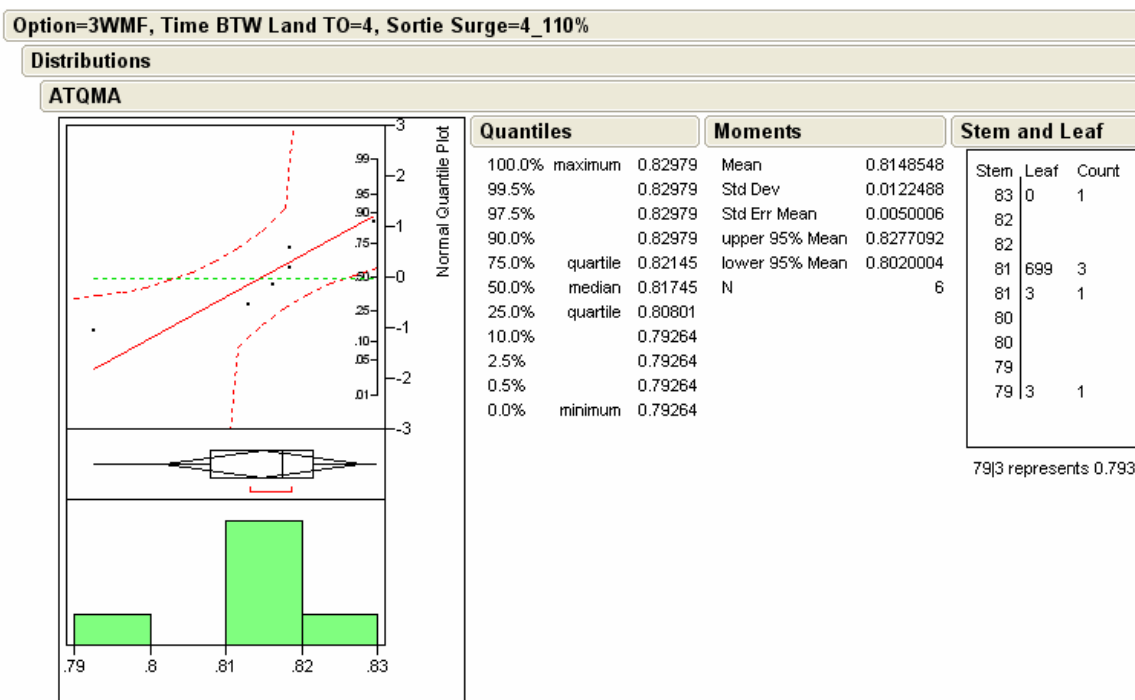 Option=3WMF, Time BTW Land TO=4, Sortie Surge=4_110%
Distributions
ATQMA
3
2
1
0
-1
-2
-3
Normal Quantile Plot
.99
.95
.90
.75
.50
.25
.10
.05
.01
.79 .8 .81 .82 .83
Quantiles
100.0% maximum 0.82979
99.5% 0.82979
97.5% 0.82979
90.0% 0.82979
75.0% quartile 0.82145
50.0% median 0.81745
25.0% quartile 0.80801
10.0% 0.79264
2.5% 0.79264
0.5% 0.79264
0.0% minimum 0.79264
Moments
Mean 0.8148548
Std Dev 0.0122488
Std Err Mean 0.0050006
upper 95% Mean 0.8277092
lower 95% Mean 0.8020004
N 6
Stem and Leaf
Stem Leaf Count
83 0 1
82
82
81 699 3
81 3 1
80
80
79
79 3 1
79|3 represents 0.793